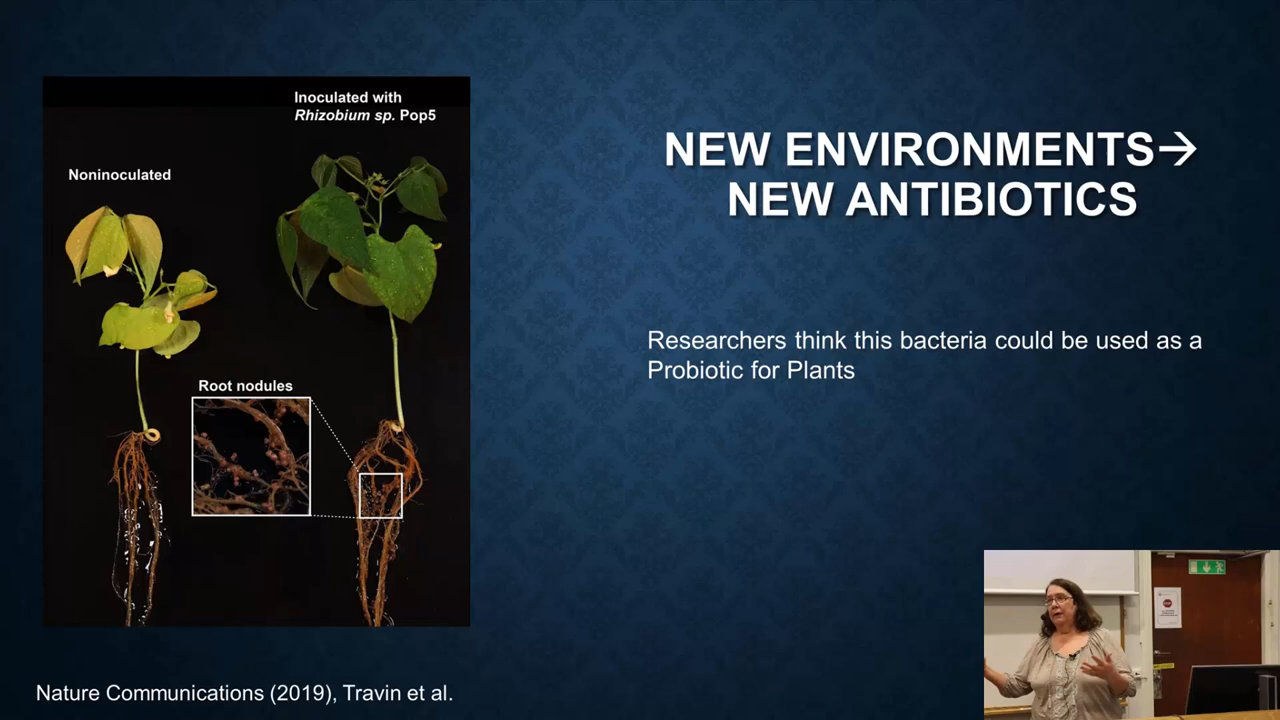 Inoculated with
Rhizobium sp. Pop5
Noninoculated
Root nodules
NEW ENVIRONMENTS→
NEW ANTIBIOTICS
Researchers think this bacteria could be used as a
Probiotic for Plants
Nature Communications (2019), Travin et al.